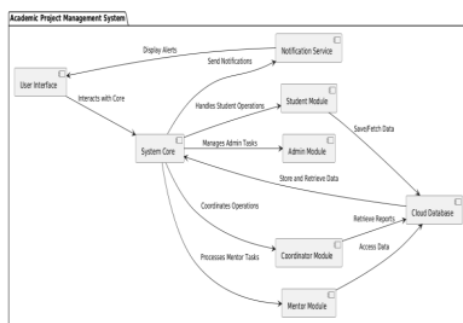 Academic Project Management System
Notification Service
Display Alerts
Send Notifications
User Interface
Interacts with Core
Handles Student Operations
Student Module
Save/Fetch Data
System Core
Manages Admin Tasks
Admin Module
Store and Retrieve Data
Coordinates Operations
Cloud Database
Retrieve Reports
Processes Mentor Tasks
Coordinator Module
Access Data
Mentor Module